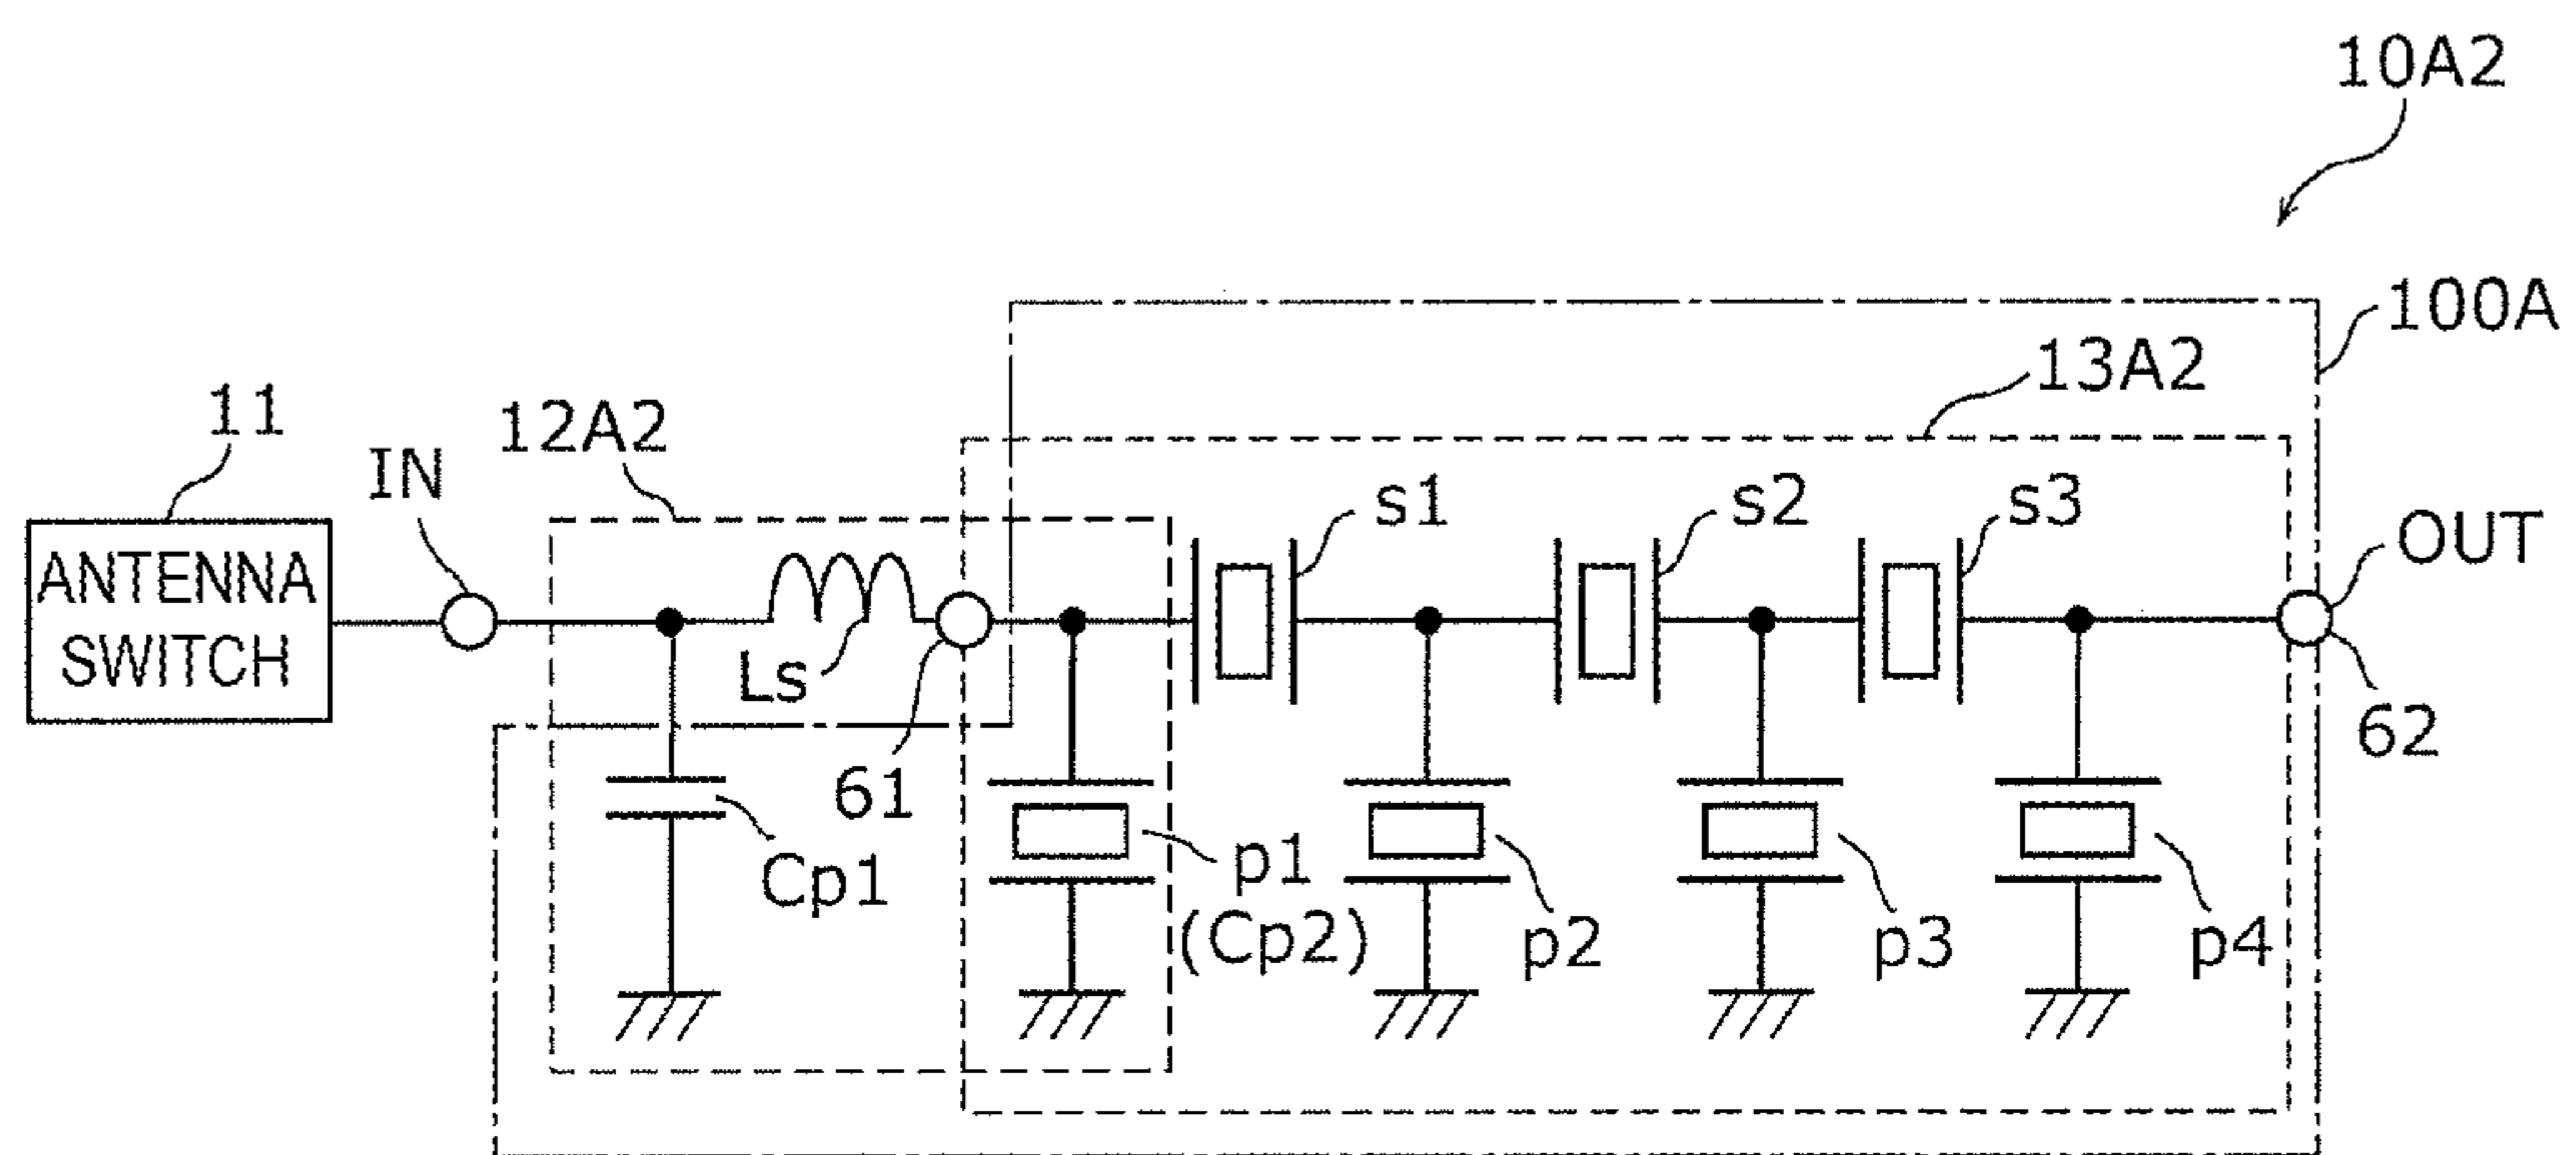 10A2
100A
13A2
11
12A2
IN
s1
s2
s3
OUT
ANTENNA
SWITCH
Ls
61
62
Cp1
p1
(Cp2)
p2
p3
p4